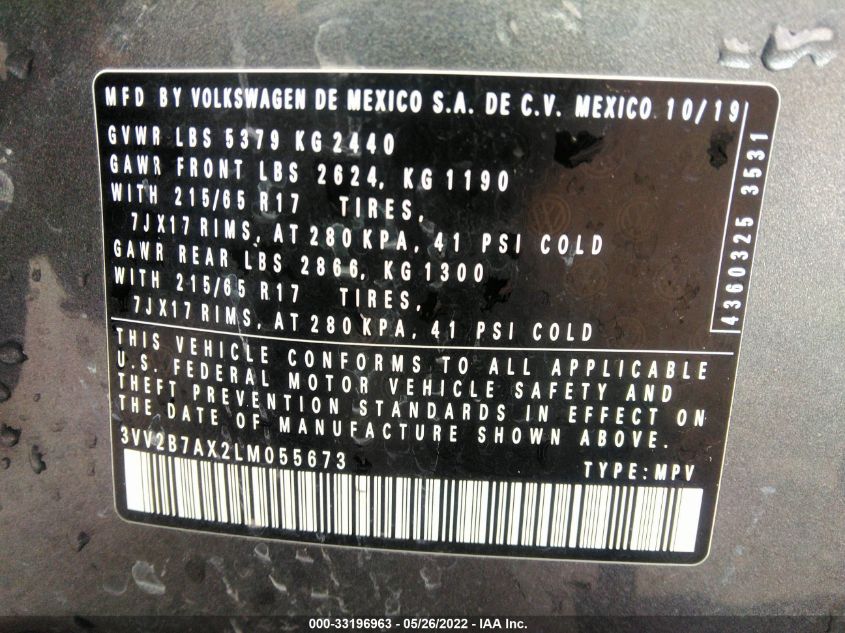 MFD BY VOLKSWAGEN DE MEXICO S.A. DE C.V. MEXICO 10/19
GVWR LBS 5379 KG 2440
GAWR FRONT LBS 2624, KG 1190
WITH 215/65 R17 TIRES,
7JX17 RIMS, AT 280 KPA, 41 PSI COLD
GAWR REAR LBS 2866, KG 1300
WITH 215/65 R17 TIRES,
7JX17 RIMS, AT 280 KPA, 41 PSI COLD
4360325 3531
THIS VEHICLE CONFORMS TO ALL APPLICABLE
U.S. FEDERAL MOTOR VEHICLE SAFETY AND
THEFT PREVENTION STANDARDS IN EFFECT ON
THE DATE OF MANUFACTURE SHOWN ABOVE.
3VV2B7AX2LM055673
TYPE: MPV
000-33196963 - 05/26/2022 - IAA Inc.